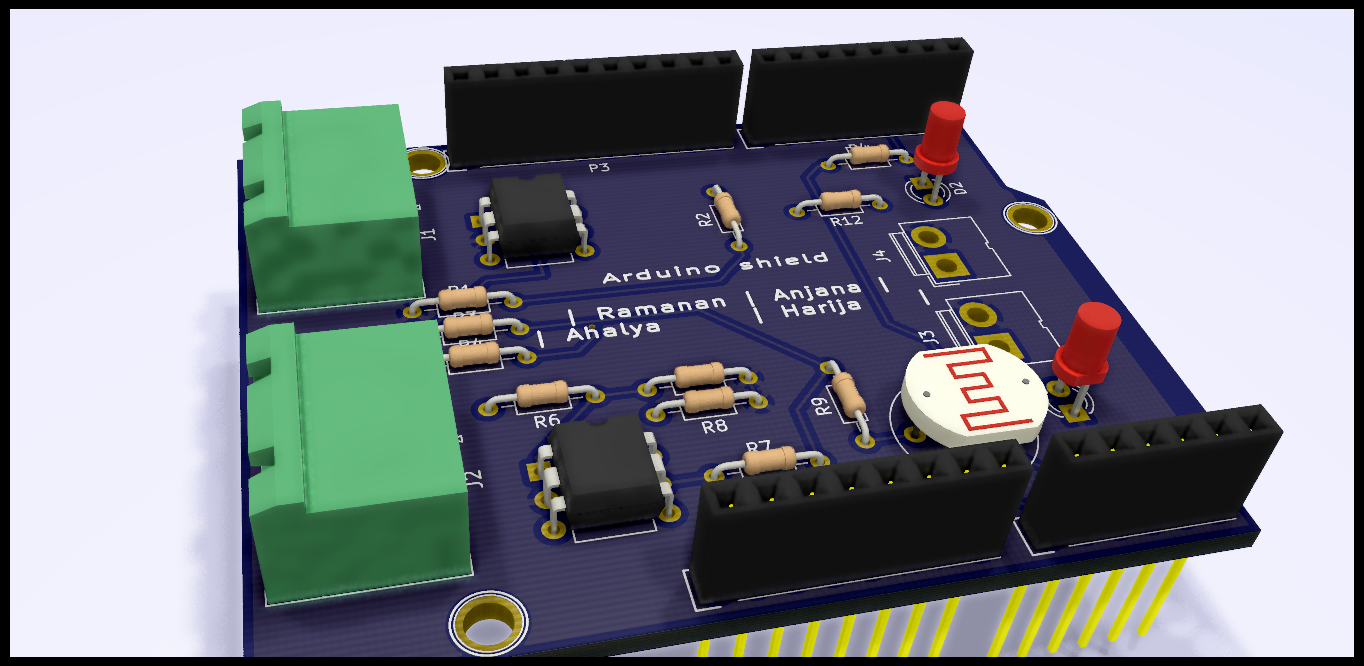 P3
D2
R2
R12
J1
J4
Arduino shield
| Ramanan | Anjana | |
| Ahalya Harija
J3
R6
R9
R8
R7
J2